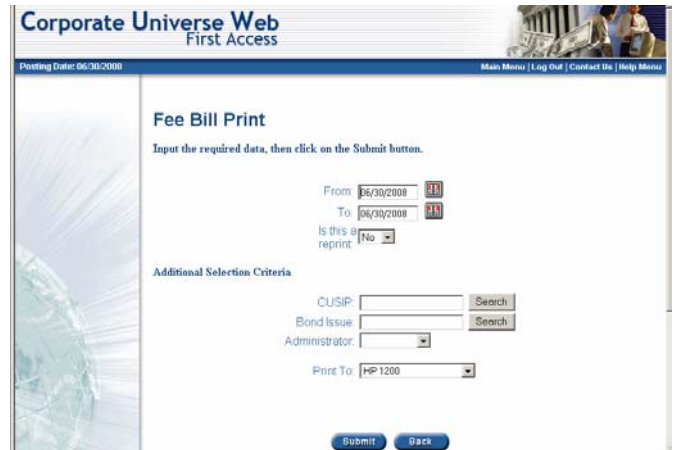 Corporate Universe Web
First Access
Posting Date: 06/30/2008
Main Menu | Log Out | Contact Us | Help Menu
Fee Bill Print
Input the required data, then click on the Submit button.
From: 06/30/2008
To: 06/30/2008
Is this a
reprint: No
Additional Selection Criteria
CUSIP: Search
Bond Issue: Search
Administrator:
Print To: HP 1200
Submit Back